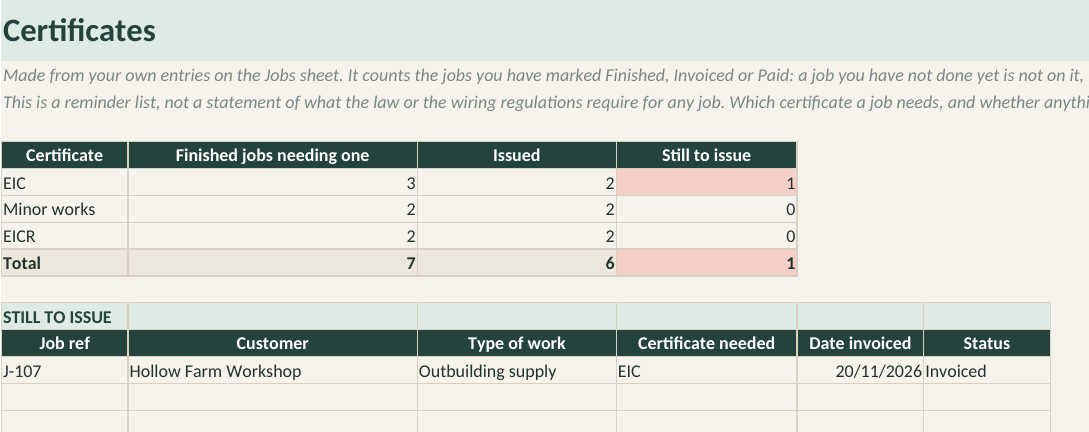 Certificates
Made from your own entries on the Jobs sheet. It counts the jobs you have marked Finished, Invoiced or Paid: a job you have not done yet is not on it,
This is a reminder list, not a statement of what the law or the wiring regulations require for any job. Which certificate a job needs, and whether anythi
Certificate Finished jobs needing one Issued Still to issue
EIC 3 2 1
Minor works 2 2 0
EICR 2 2 0
Total 7 6 1
STILL TO ISSUE
Job ref Customer Type of work Certificate needed Date invoiced Status
J-107 Hollow Farm Workshop Outbuilding supply EIC 20/11/2026 Invoiced